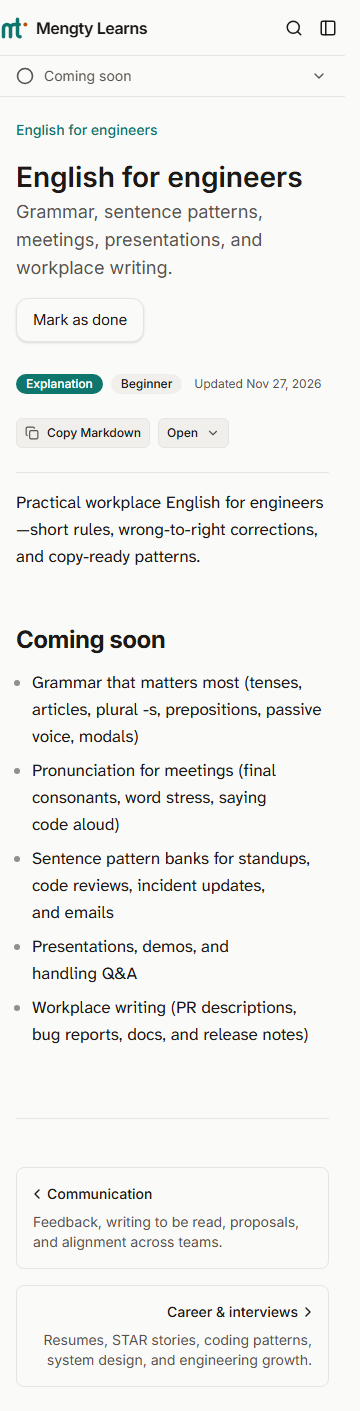 mt Mengty Learns
Coming soon
English for engineers
English for engineers
Grammar, sentence patterns,
meetings, presentations, and
workplace writing.
Mark as done
Explanation Beginner Updated Nov 27, 2026
Copy Markdown Open
Practical workplace English for engineers
—short rules, wrong-to-right corrections,
and copy-ready patterns.
Coming soon
Grammar that matters most (tenses,
articles, plural -s, prepositions, passive
voice, modals)
Pronunciation for meetings (final
consonants, word stress, saying
code aloud)
Sentence pattern banks for standups,
code reviews, incident updates,
and emails
Presentations, demos, and
handling Q&A
Workplace writing (PR descriptions,
bug reports, docs, and release notes)
Communication
Feedback, writing to be read, proposals,
and alignment across teams.
Career & interviews
Resumes, STAR stories, coding patterns,
system design, and engineering growth.